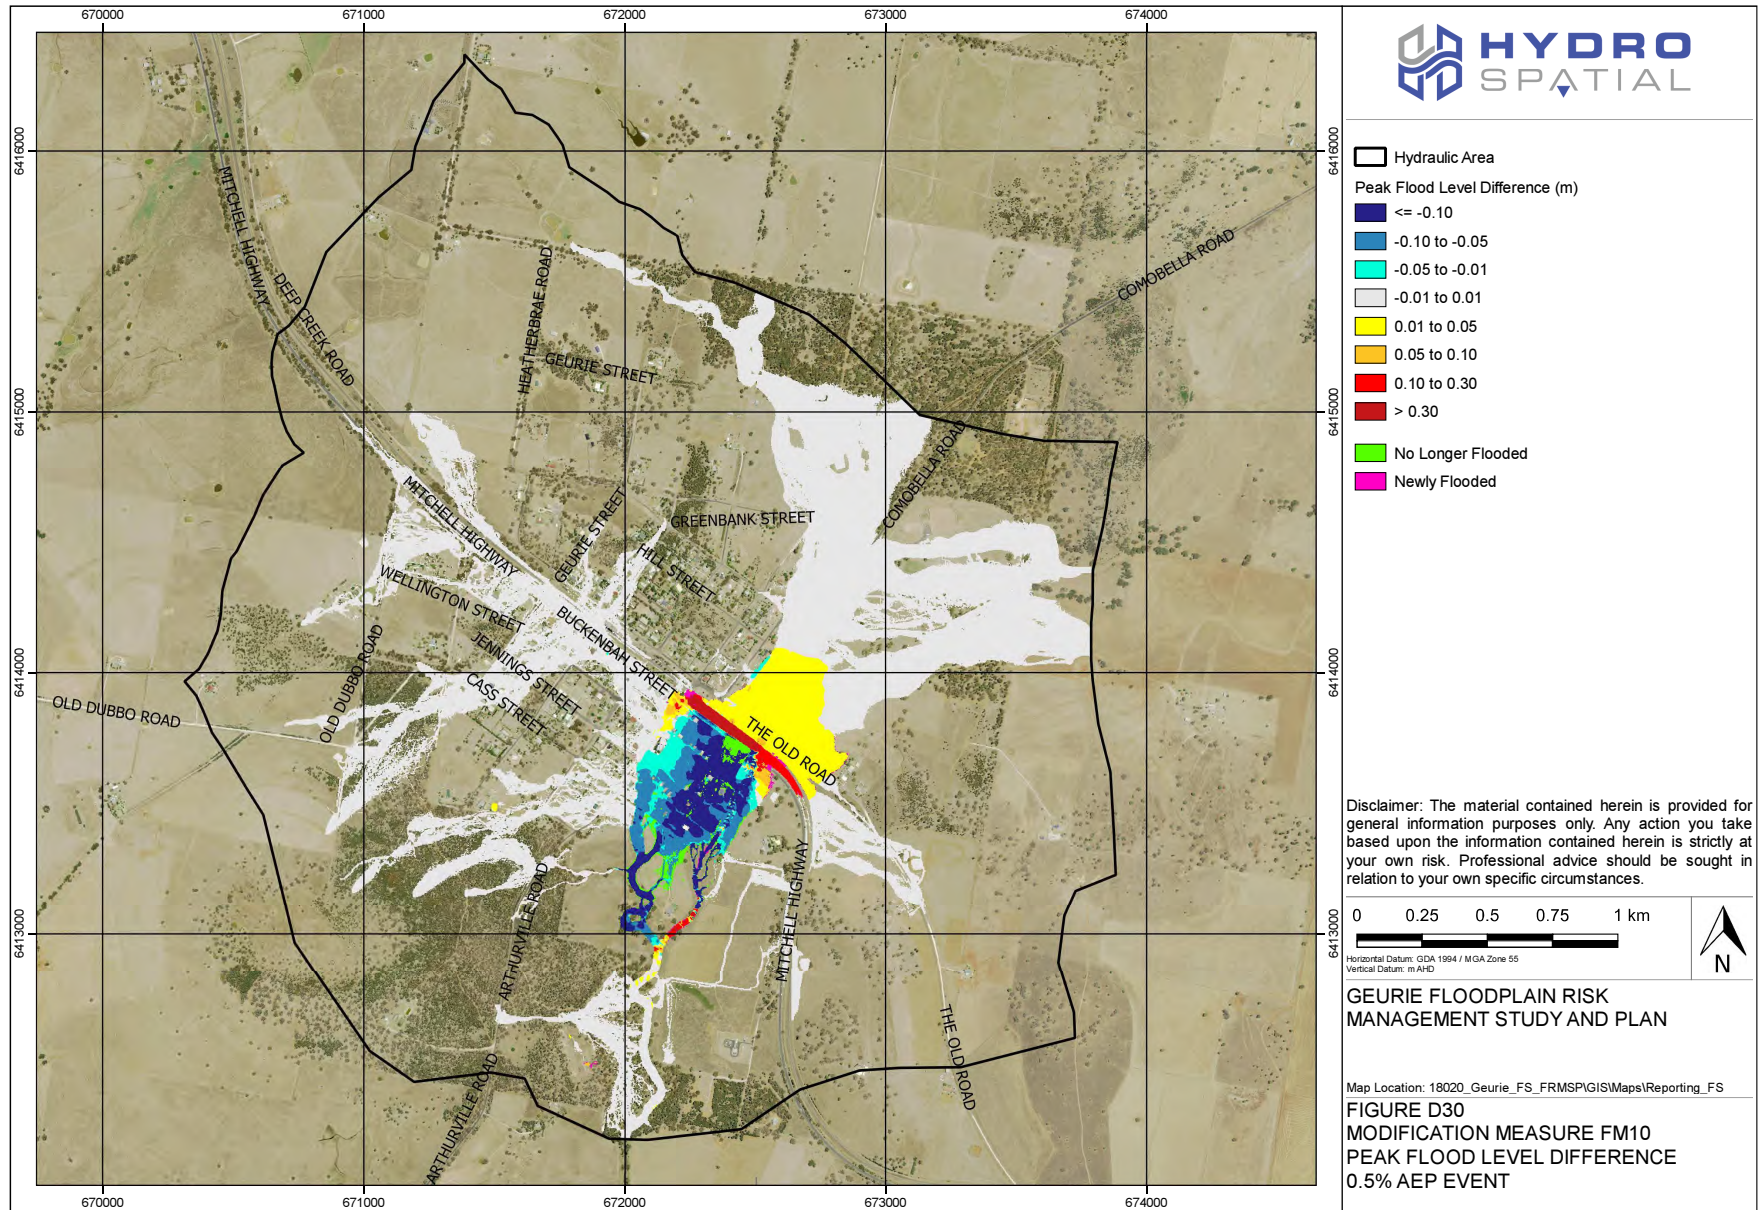 670000
671000
672000
673000
674000
6416000
6416000
6415000
6415000
6414000
6414000
6413000
6413000
MITCHELL HIGHWAY
DEEP CREEK ROAD
HEATHERBRAE ROAD
GEURIE STREET
COMOBELLA ROAD
COMOBELLA ROAD
MITCHELL HIGHWAY
GEURIE STREET
GREENBANK STREET
HILL STREET
WELLINGTON STREET
BUCKENBAH STREET
JENNINGS STREET
CASS STREET
OLD DUBBO ROAD
OLD DUBBO ROAD
THE OLD ROAD
MITCHELL HIGHWAY
ARTHURVILLE ROAD
ARTHURVILLE ROAD
THE OLD ROAD
670000
671000
672000
673000
674000
HYDRO
SPATIAL
Hydraulic Area
Peak Flood Level Difference (m)
<= -0.10
-0.10 to -0.05
-0.05 to -0.01
-0.01 to 0.01
0.01 to 0.05
0.05 to 0.10
0.10 to 0.30
> 0.30
No Longer Flooded
Newly Flooded
Disclaimer: The material contained herein is provided for
general information purposes only. Any action you take
based upon the information contained herein is strictly at
your own risk. Professional advice should be sought in
relation to your own specific circumstances.
0 0.25 0.5 0.75 1 km
Horizontal Datum: GDA 1994 / MGA Zone 55
Vertical Datum: m AHD
N
GEURIE FLOODPLAIN RISK
MANAGEMENT STUDY AND PLAN
Map Location: 18020_Geurie_FS_FRMSP\GIS\Maps\Reporting_FS
FIGURE D30
MODIFICATION MEASURE FM10
PEAK FLOOD LEVEL DIFFERENCE
0.5% AEP EVENT